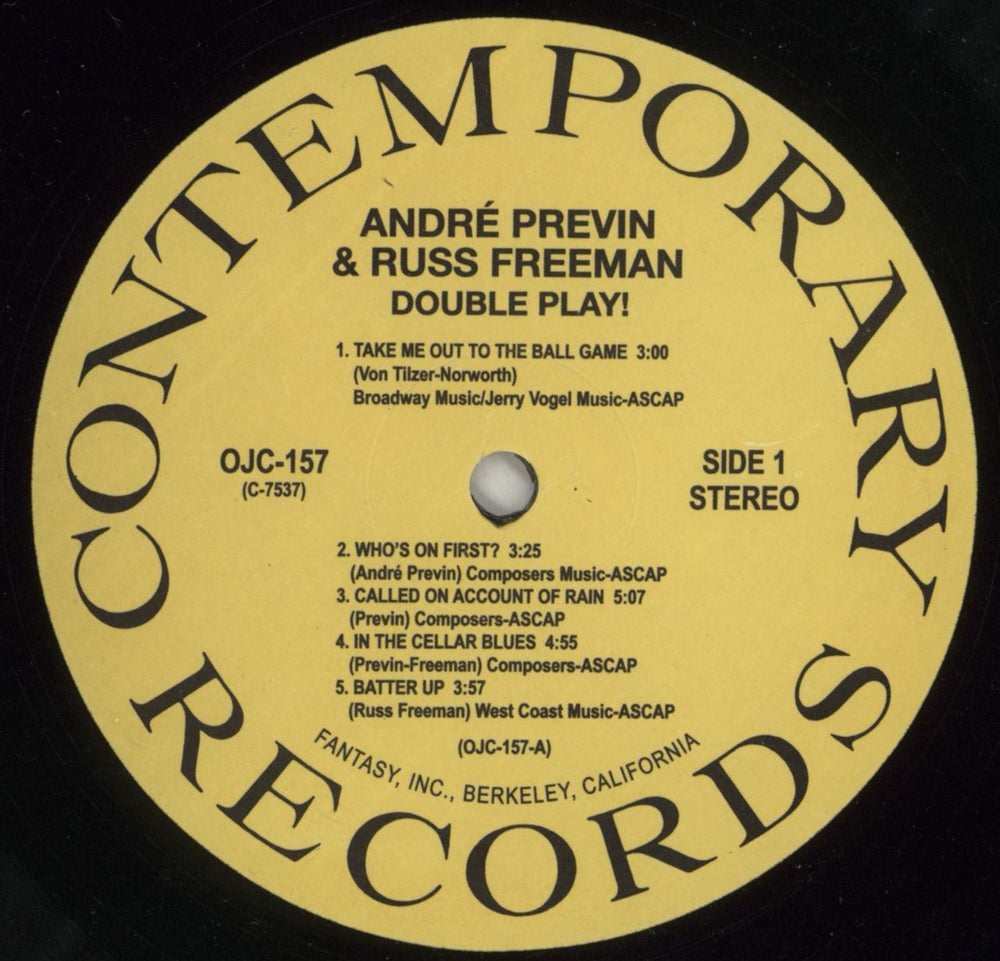 CONTEMPORARY
ANDRÉ PREVIN
& RUSS FREEMAN
DOUBLE PLAY!
1. TAKE ME OUT TO THE BALL GAME 3:00
(Von Tilzer-Norworth)
Broadway Music/Jerry Vogel Music-ASCAP
OJC-157
(C-7537)
SIDE 1
STEREO
2. WHO'S ON FIRST? 3:25
(André Previn) Composers Music-ASCAP
3. CALLED ON ACCOUNT OF RAIN 5:07
(Previn) Composers-ASCAP
4. IN THE CELLAR BLUES 4:55
(Previn-Freeman) Composers-ASCAP
5. BATTER UP 3:57
(Russ Freeman) West Coast Music-ASCAP
(OJC-157-A)
FANTASY, INC., BERKELEY, CALIFORNIA
RECORDS